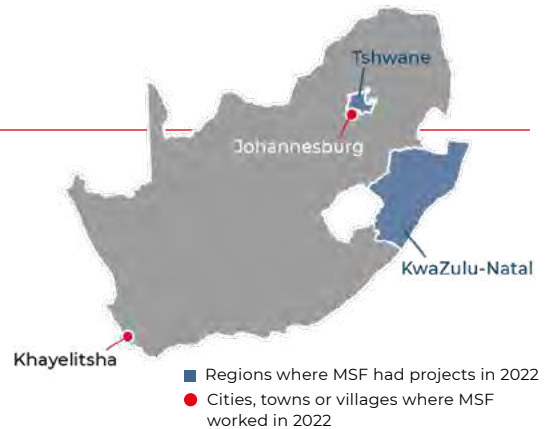 Tshwane
Johannesburg
KwaZulu-Natal
Khayelitsha
Regions where MSF had projects in 2022
Cities, towns or villages where MSF
worked in 2022